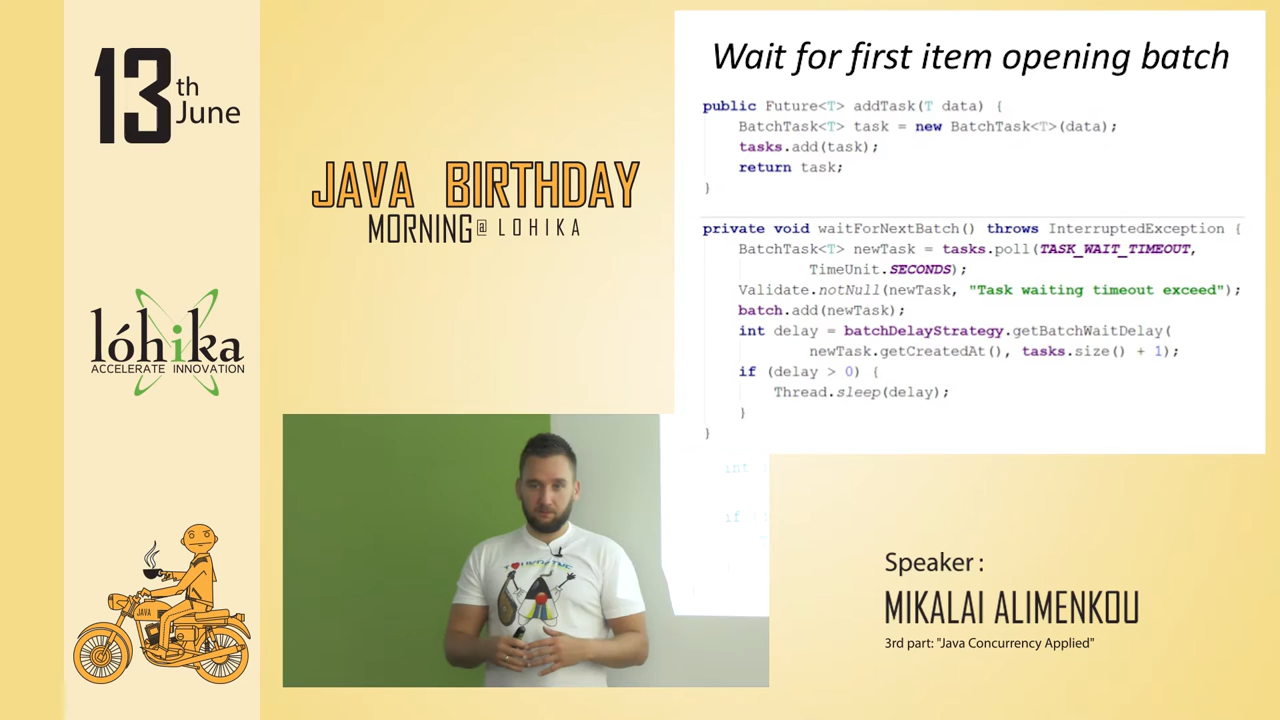 13
th
June
JAVA BIRTHDAY
MORNING @ LOHIKA
lóhika
ACCELERATE INNOVATION
JAVA
Wait for first item opening batch
public Future<T> addTask(T data) {
BatchTask<T> task = new BatchTask<T>(data);
tasks.add(task);
return task;
}
private void waitForNextBatch() throws InterruptedException {
BatchTask<T> newTask = tasks.poll(TASK_WAIT_TIMEOUT,
TimeUnit.SECONDS);
Validate.notNull(newTask, "Task waiting timeout exceed");
batch.add(newTask);
int delay = batchDelayStrategy.getBatchWaitDelay(
newTask.getCreatedAt(), tasks.size() + 1);
if (delay > 0) {
Thread.sleep(delay);
}
}
int
if
Speaker :
MIKALAI ALIMENKOU
3rd part: "Java Concurrency Applied"